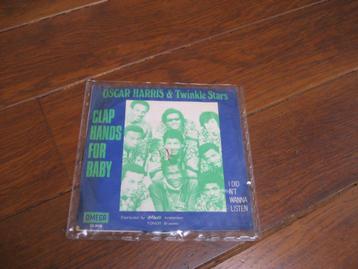 OSCAR HARRIS & Twinkle Stars
CLAP
HANDS
FOR
BABY
I DID
N'T
WANNA
LISTEN
OMEGA